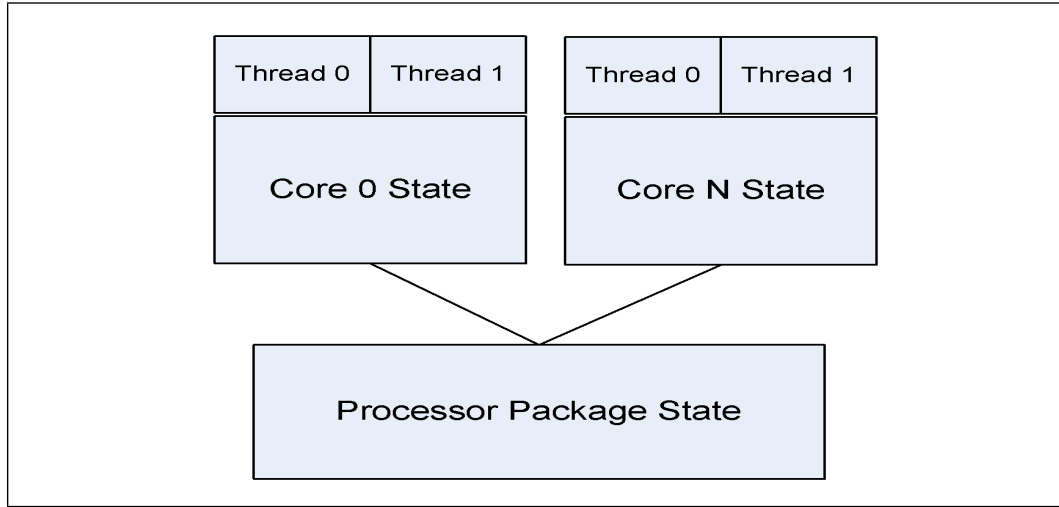 Thread 0
Thread 1
Thread 0
Thread 1
Core 0 State
Core N State
Processor Package State